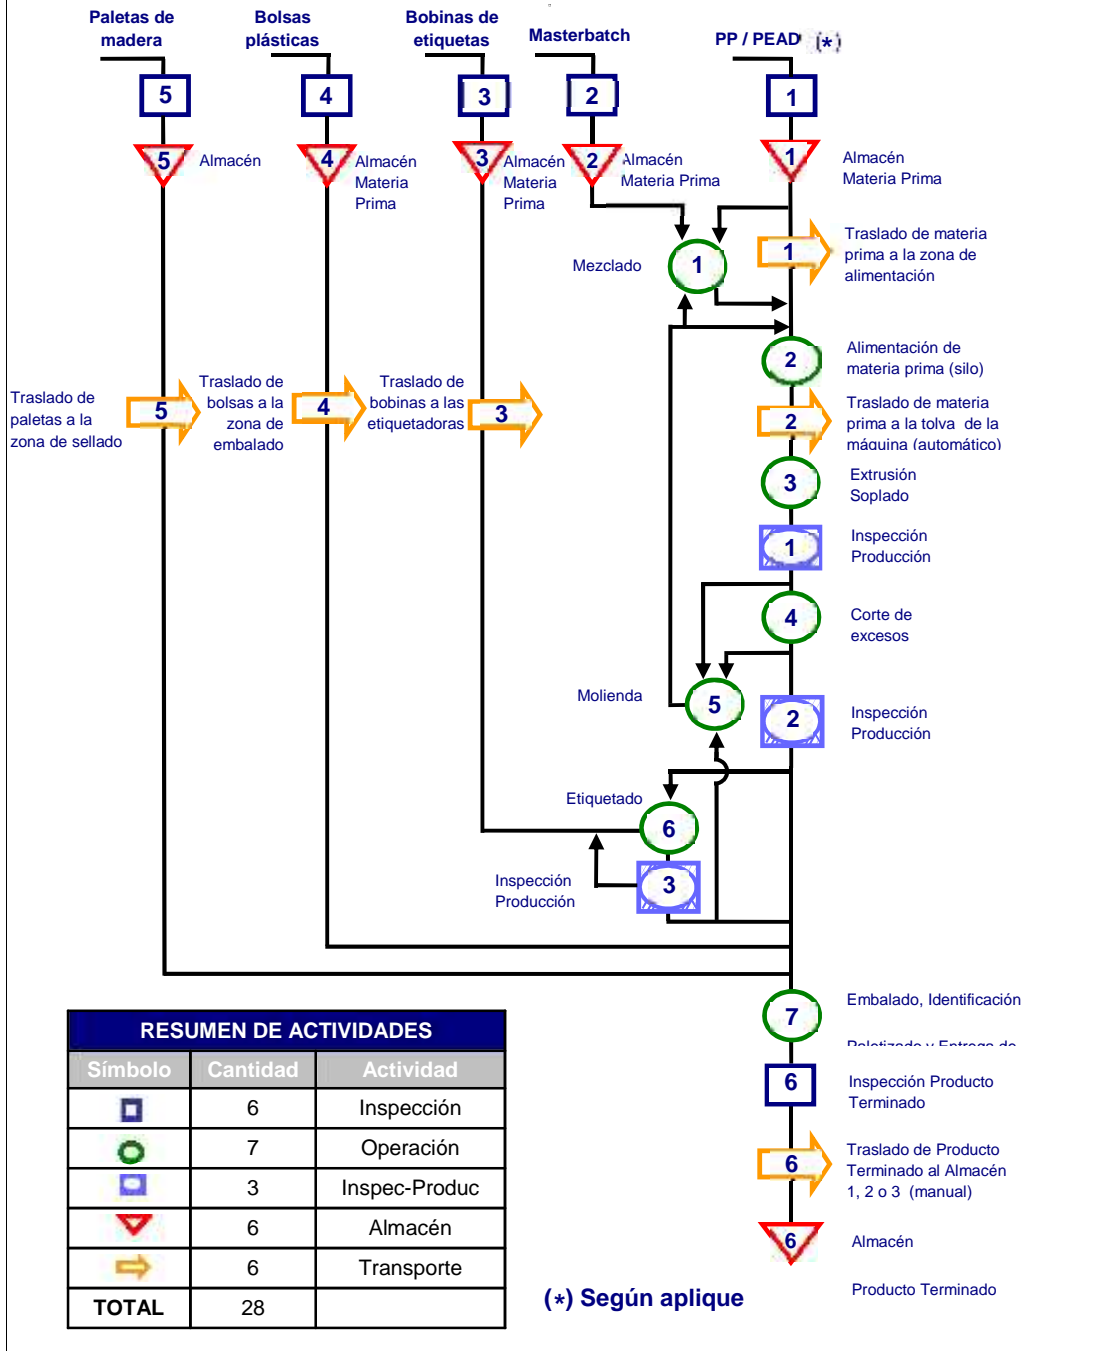 Paletas de
madera
Bolsas
plásticas
Bobinas de
etiquetas
Masterbatch
PP / PEAD (*)
5
4
3
2
1
5
Almacén
4
Almacén
Materia
Prima
3
Almacén
Materia
Prima
2
Almacén
Materia Prima
1
Almacén
Materia Prima
Mezclado
1
1
Traslado de materia
prima a la zona de
alimentación
2
Alimentación de
materia prima (silo)
Traslado de
paletas a la
zona de sellado
5
Traslado de
bolsas a la
zona de
embalado
4
Traslado de
bobinas a las
etiquetadoras
3
2
Traslado de materia
prima a la tolva de la
máquina (automático)
3
Extrusión
Soplado
1
Inspección
Producción
4
Corte de
excesos
Molienda
5
2
Inspección
Producción
Etiquetado
6
Inspección
Producción
3
7
Embalado, Identificación
Paletizado y Entrega de
6
Inspección Producto
Terminado
6
Traslado de Producto
Terminado al Almacén
1, 2 o 3 (manual)
6
Almacén
Producto Terminado
RESUMEN DE ACTIVIDADES
Símbolo Cantidad Actividad
6 Inspección
7 Operación
3 Inspec-Produc
6 Almacén
6 Transporte
TOTAL 28
(*) Según aplique